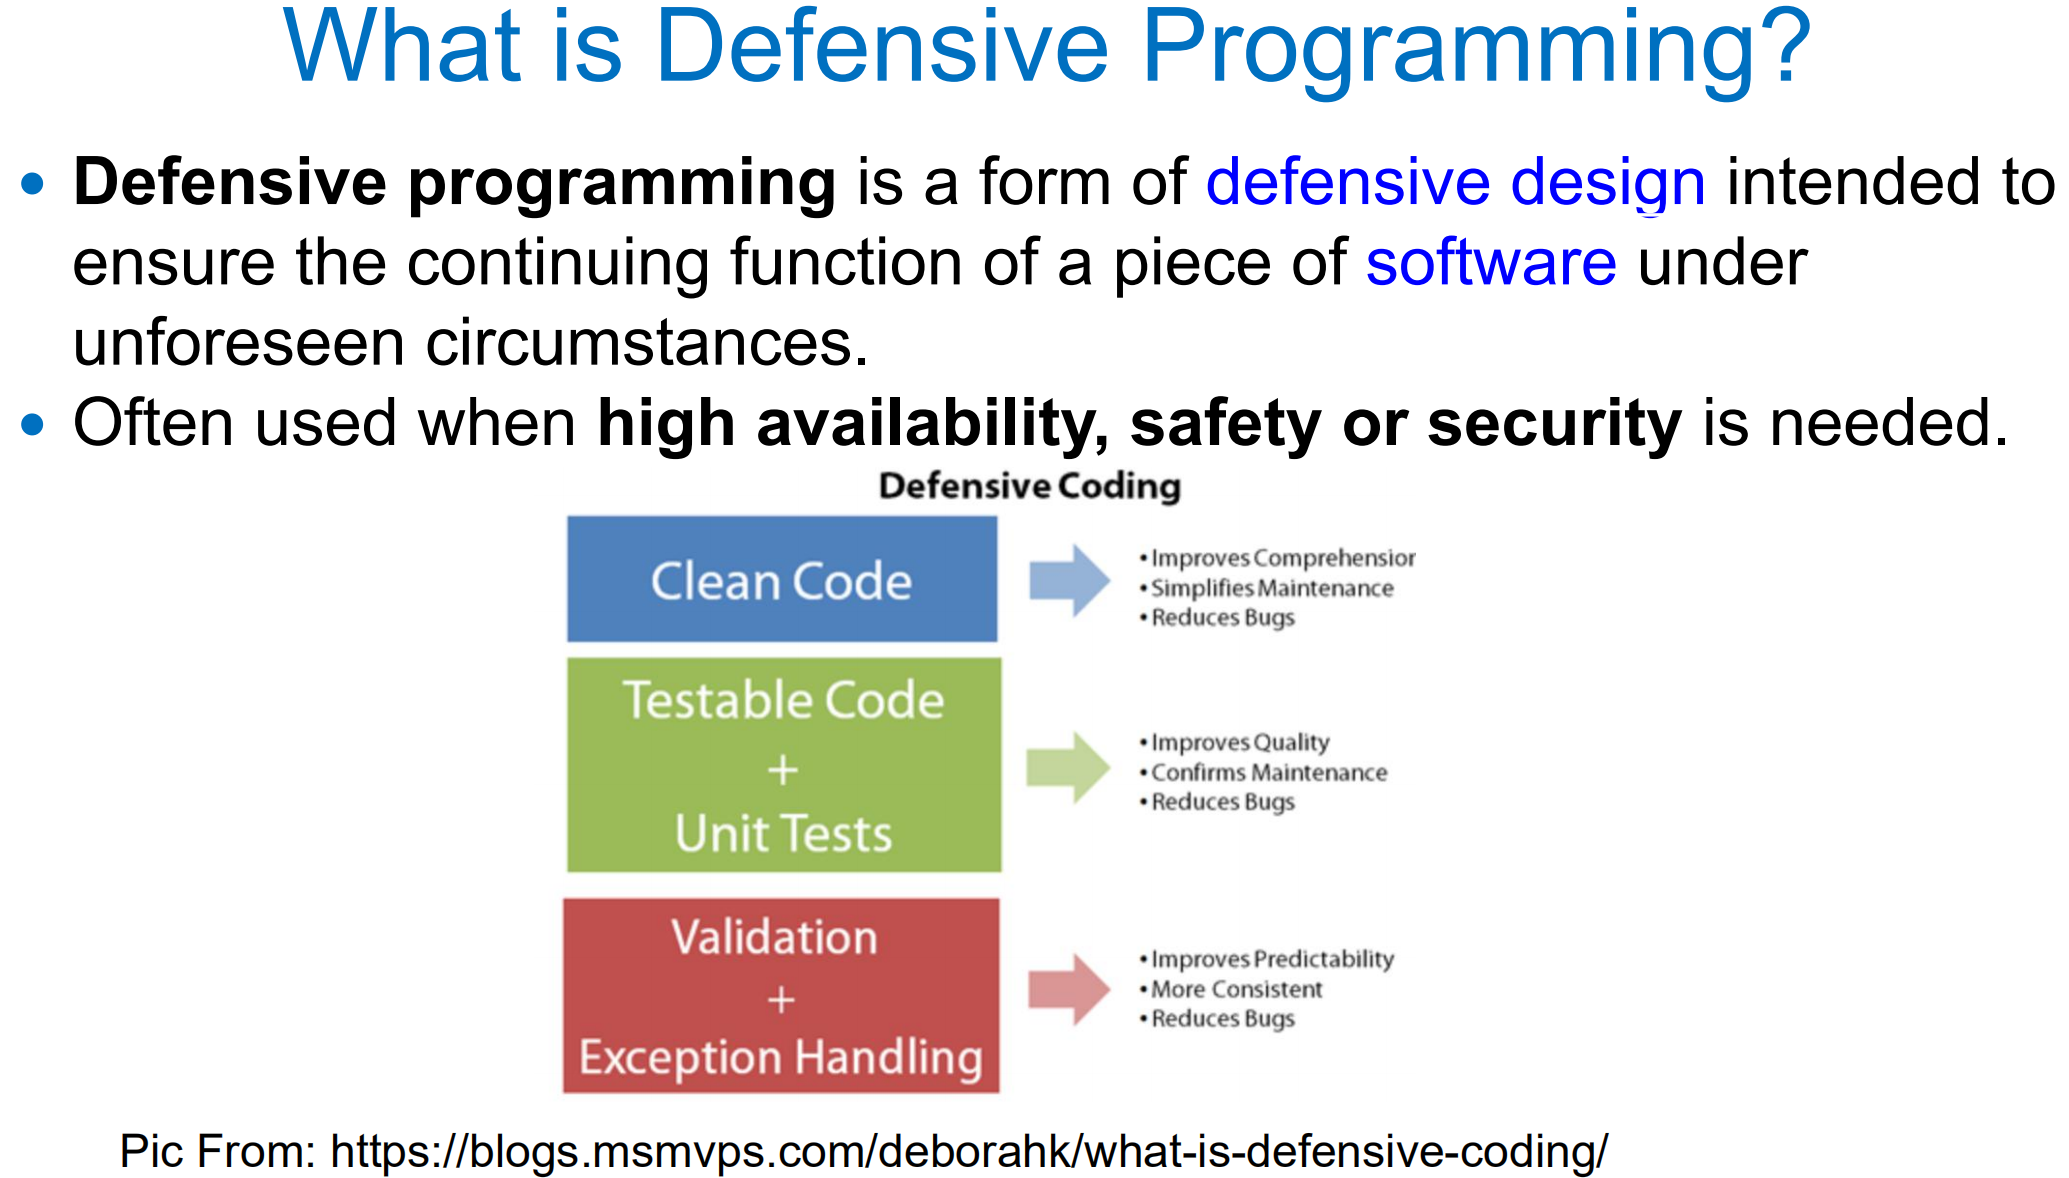 What is Defensive Programming?
• Defensive programming is a form of defensive design intended to
ensure the continuing function of a piece of software under
unforeseen circumstances.
• Often used when high availability, safety or security is needed.
Defensive Coding
Clean Code
• Improves Comprehensior
• Simplifies Maintenance
• Reduces Bugs
Testable Code
+
Unit Tests
• Improves Quality
• Confirms Maintenance
• Reduces Bugs
Validation
+
Exception Handling
• Improves Predictability
• More Consistent
• Reduces Bugs
Pic From: https://blogs.msmvps.com/deborahk/what-is-defensive-coding/